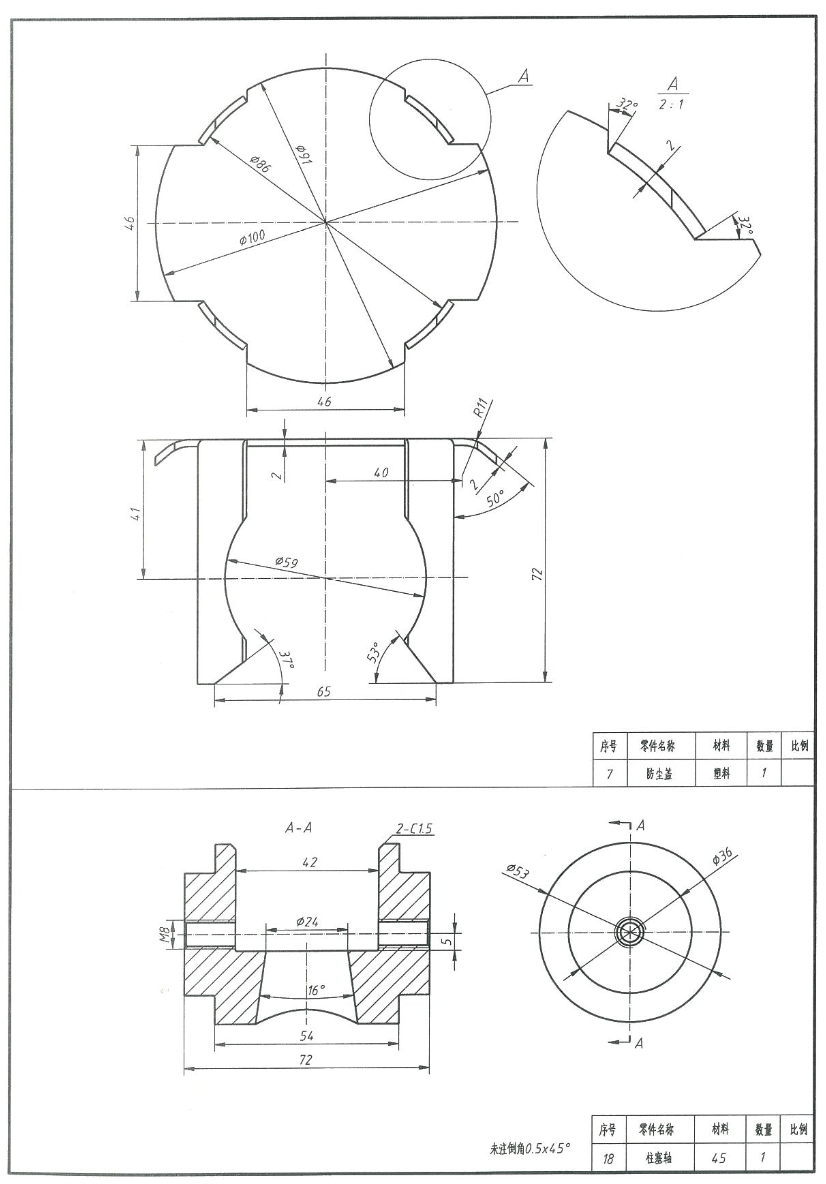 A
A
2:1
32°
2
32°
Ø86
Ø91
Ø100
46
46
R11
2
40
2
50°
41
Ø59
72
37°
53°
65
序号 零件名称 材料 数量 比例
7 防尘盖 塑料 1
A-A
2-C1.5
42
M8
Ø24
5
16°
54
72
A
Ø53
Ø36
A
未注倒角0.5x45°
序号 零件名称 材料 数量 比例
18 柱塞轴 45 1